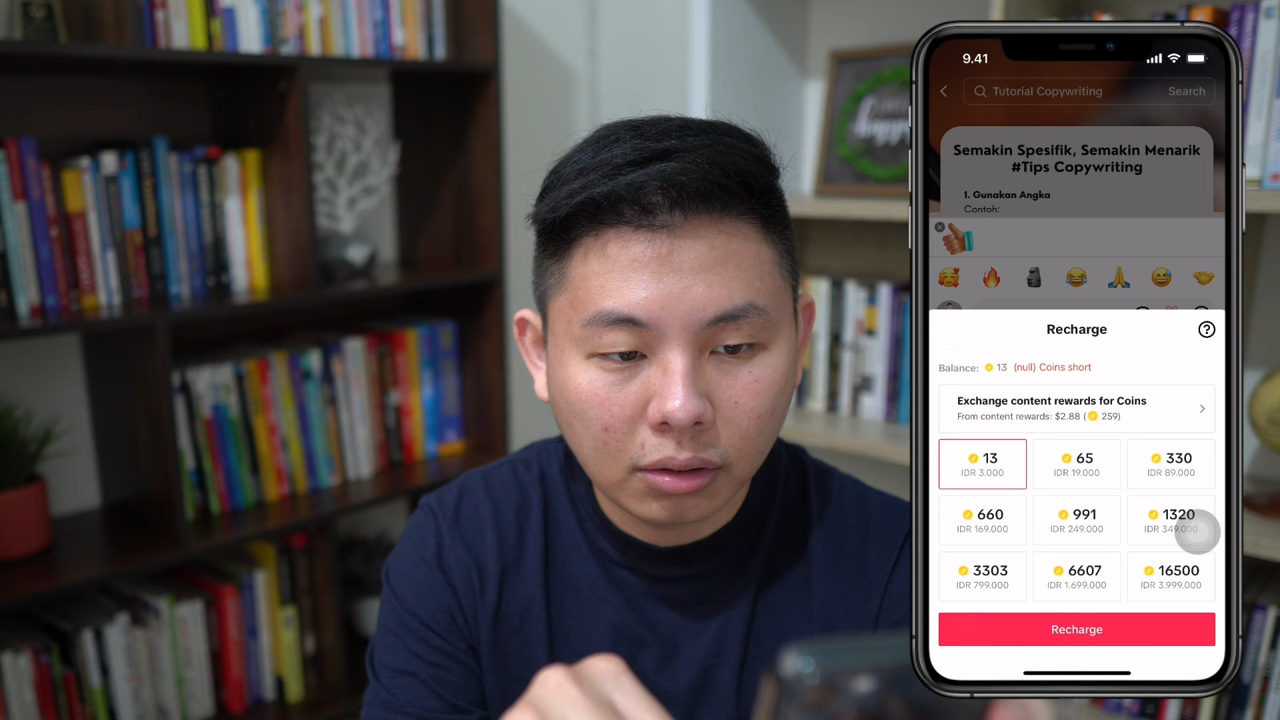 9.41
Tutorial Copywriting
Search
Semakin Spesifik, Semakin Menarik
#Tips Copywriting
1. Gunakan Angka
Contoh:
Recharge
Balance: 13 (null) Coins short
Exchange content rewards for Coins
From content rewards: $2.88 ( 259)
13 65 330
IDR 3.000 IDR 19.000 IDR 89.000
660 991 1320
IDR 169.000 IDR 249.000 IDR 349.000
3303 6607 16500
IDR 799.000 IDR 1.699.000 IDR 3.999.000
Recharge